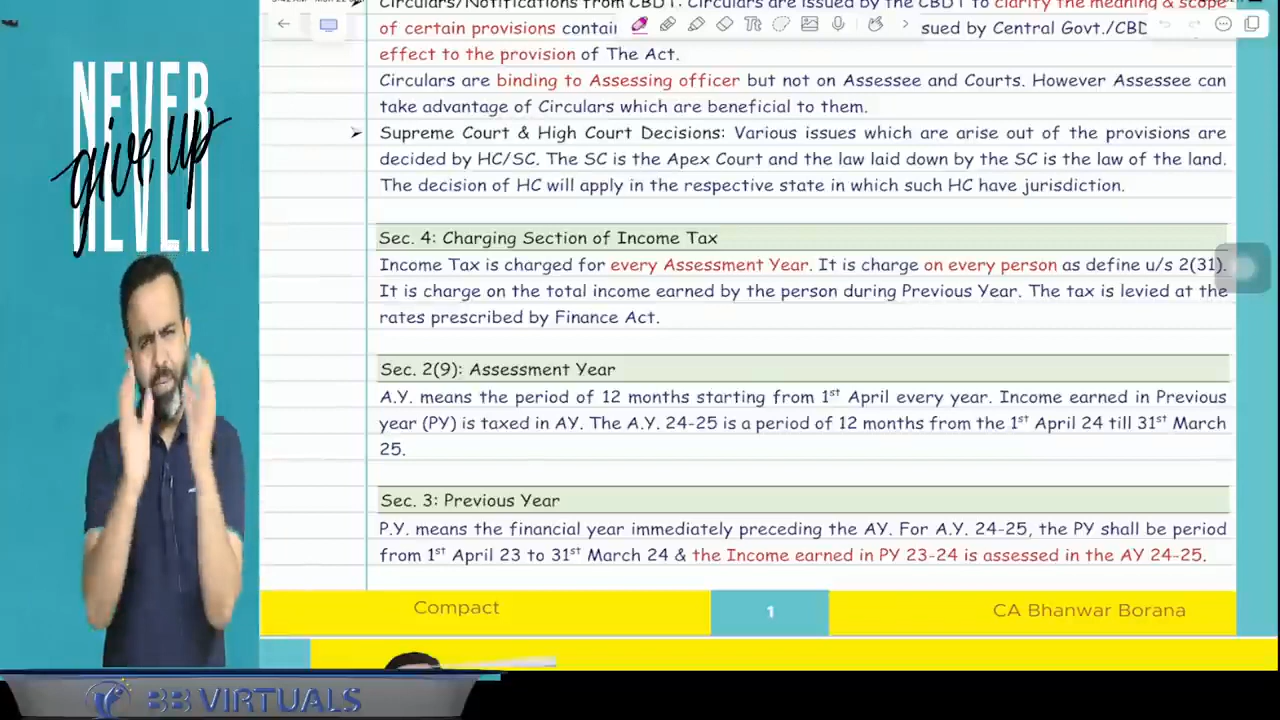 NEVER
give up
NEVER
Circulars/Notifications from CBDT: Circulars are issued by the CBDT to clarify the meaning & scope
of certain provisions contain sued by Central Govt./CBD
effect to the provision of The Act.
Circulars are binding to Assessing officer but not on Assessee and Courts. However Assessee can
take advantage of Circulars which are beneficial to them.
➢ Supreme Court & High Court Decisions: Various issues which are arise out of the provisions are
decided by HC/SC. The SC is the Apex Court and the law laid down by the SC is the law of the land.
The decision of HC will apply in the respective state in which such HC have jurisdiction.
Sec. 4: Charging Section of Income Tax
Income Tax is charged for every Assessment Year. It is charge on every person as define u/s 2(31).
It is charge on the total income earned by the person during Previous Year. The tax is levied at the
rates prescribed by Finance Act.
Sec. 2(9): Assessment Year
A.Y. means the period of 12 months starting from 1st April every year. Income earned in Previous
year (PY) is taxed in AY. The A.Y. 24-25 is a period of 12 months from the 1st April 24 till 31st March
25.
Sec. 3: Previous Year
P.Y. means the financial year immediately preceding the AY. For A.Y. 24-25, the PY shall be period
from 1st April 23 to 31st March 24 & the Income earned in PY 23-24 is assessed in the AY 24-25.
Compact 1 CA Bhanwar Borana
BB VIRTUALS